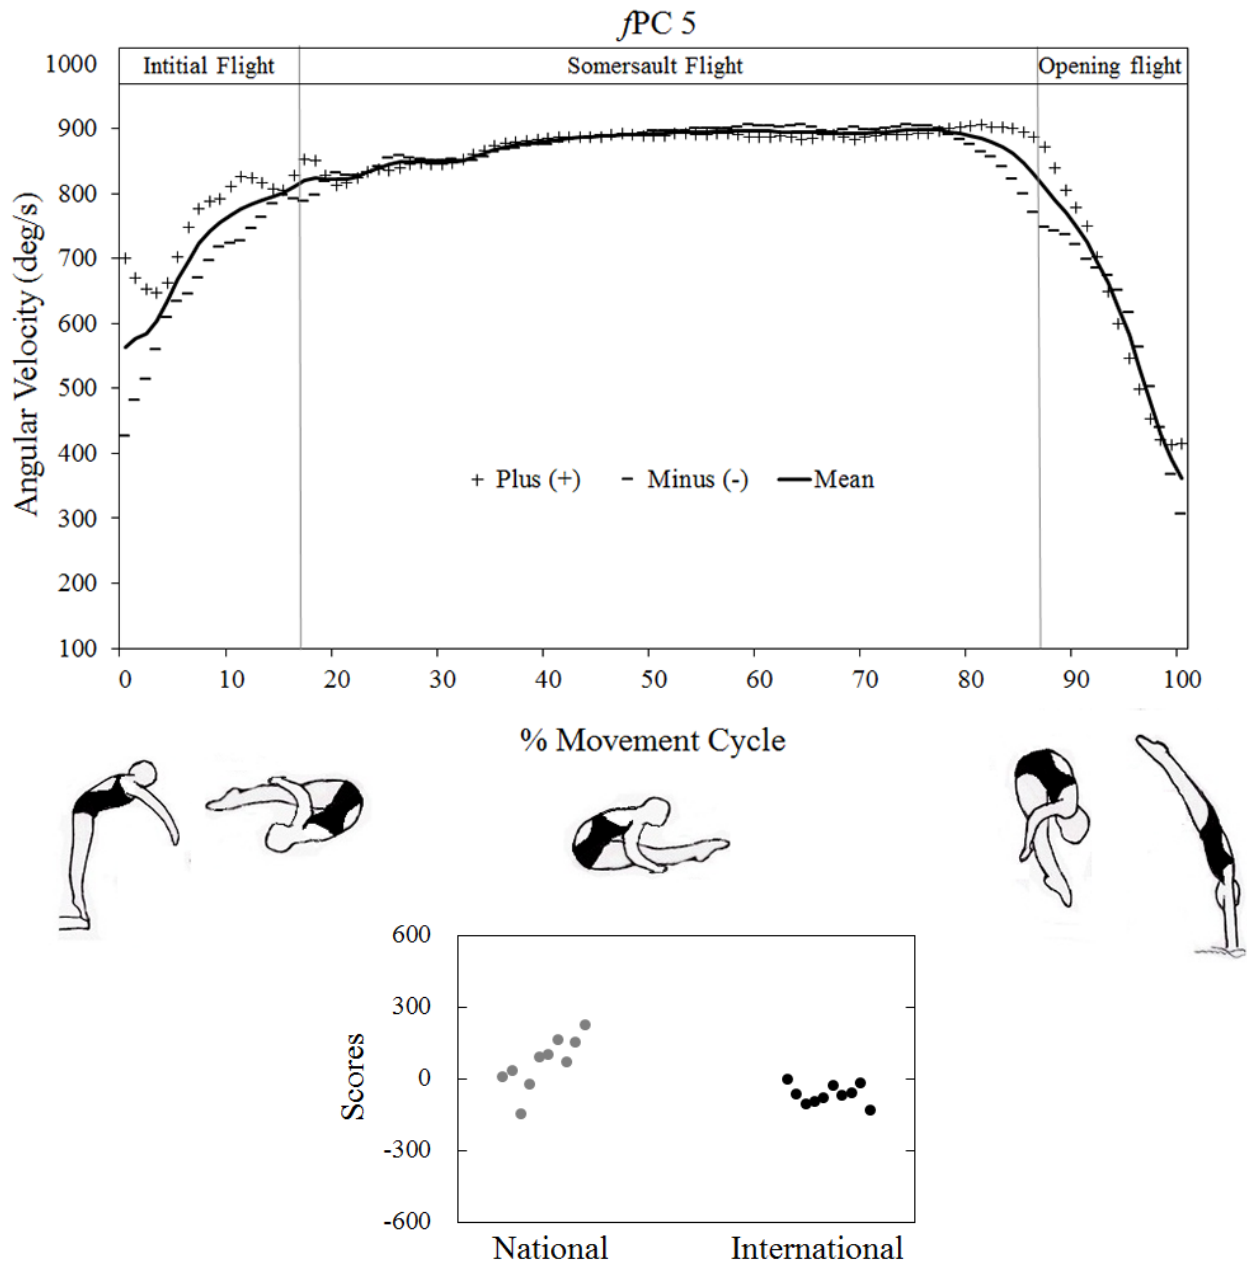 fPC 5
Intitial Flight Somersault Flight Opening flight
1000
900
800
700
600
500
400
300
200
100
Angular Velocity (deg/s)
+ Plus (+) - Minus (-) Mean
0 10 20 30 40 50 60 70 80 90 100
% Movement Cycle
600
300
0
-300
-600
Scores
National International